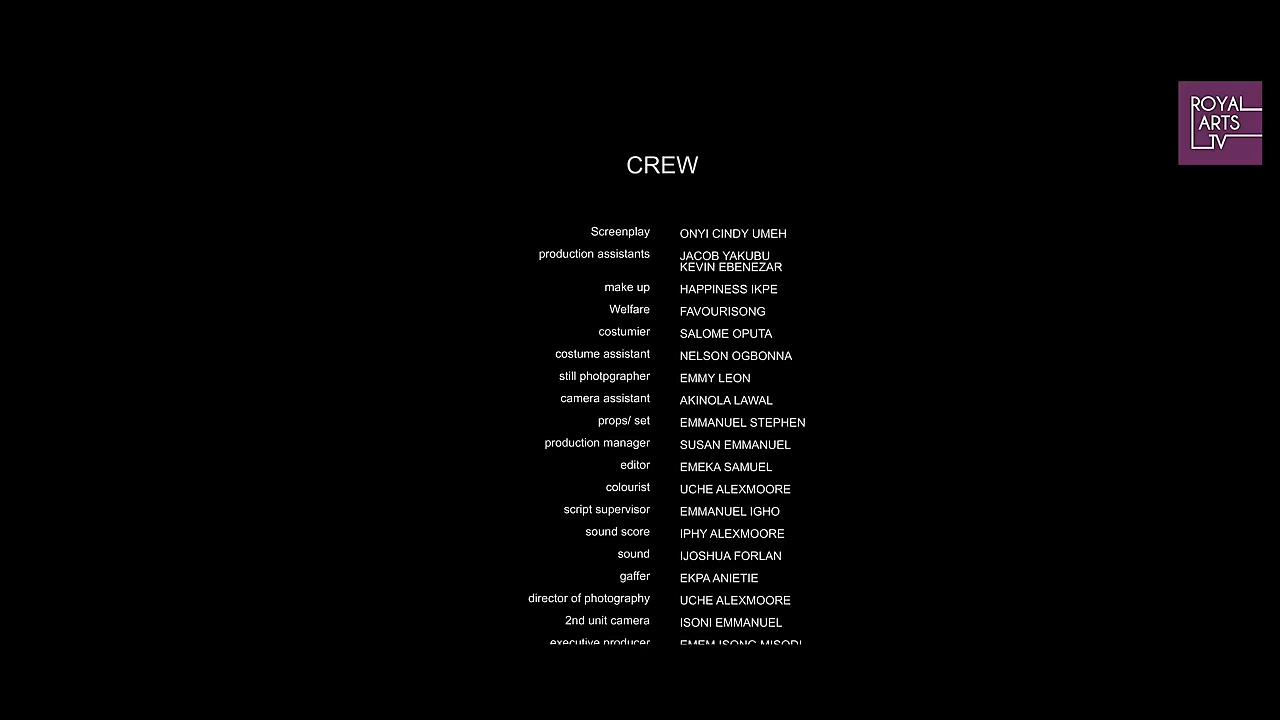 ROYAL
ARTS
TV
CREW
Screenplay ONYI CINDY UMEH
production assistants JACOB YAKUBU
KEVIN EBENEZAR
make up HAPPINESS IKPE
Welfare FAVOURISONG
costumier SALOME OPUTA
costume assistant NELSON OGBONNA
still photpgrapher EMMY LEON
camera assistant AKINOLA LAWAL
props/ set EMMANUEL STEPHEN
production manager SUSAN EMMANUEL
editor EMEKA SAMUEL
colourist UCHE ALEXMOORE
script supervisor EMMANUEL IGHO
sound score IPHY ALEXMOORE
sound IJOSHUA FORLAN
gaffer EKPA ANIETIE
director of photography UCHE ALEXMOORE
2nd unit camera ISONI EMMANUEL
executive producer EMEM ISONG MISODI